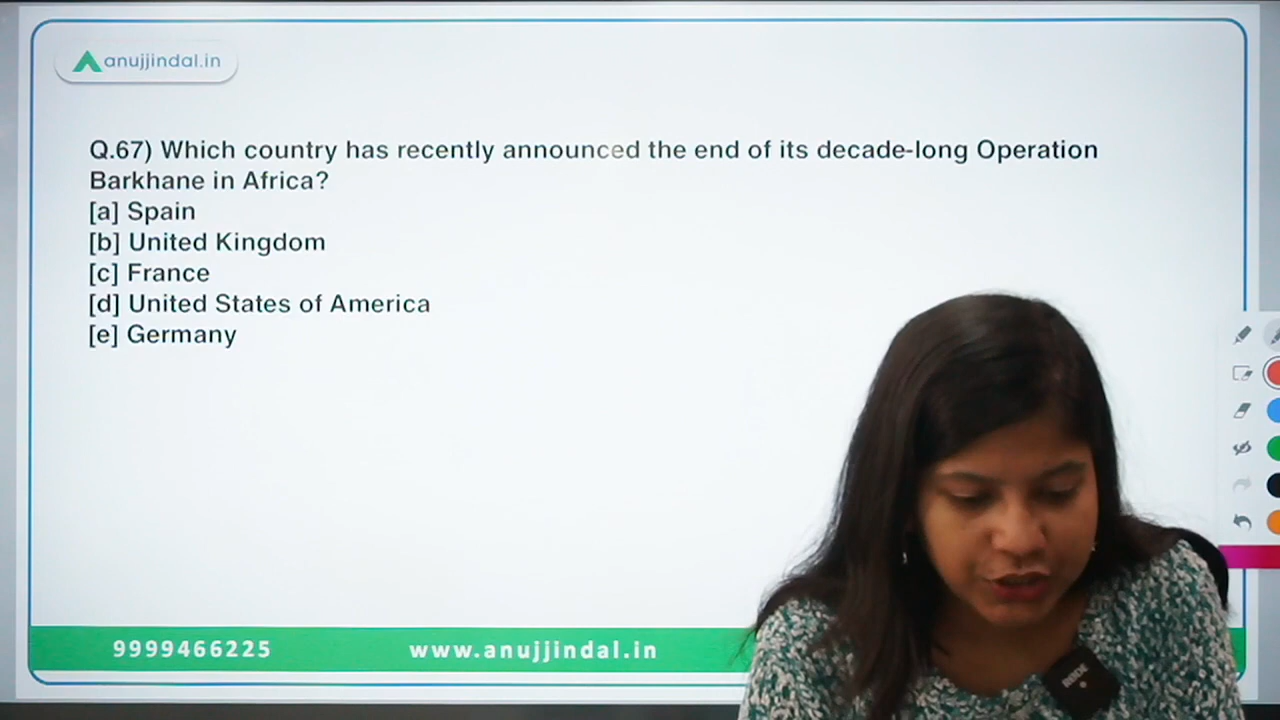 anujjindal.in
Q.67) Which country has recently announced the end of its decade-long Operation
Barkhane in Africa?
[a] Spain
[b] United Kingdom
[c] France
[d] United States of America
[e] Germany
9999466225
www.anujjindal.in
RODE